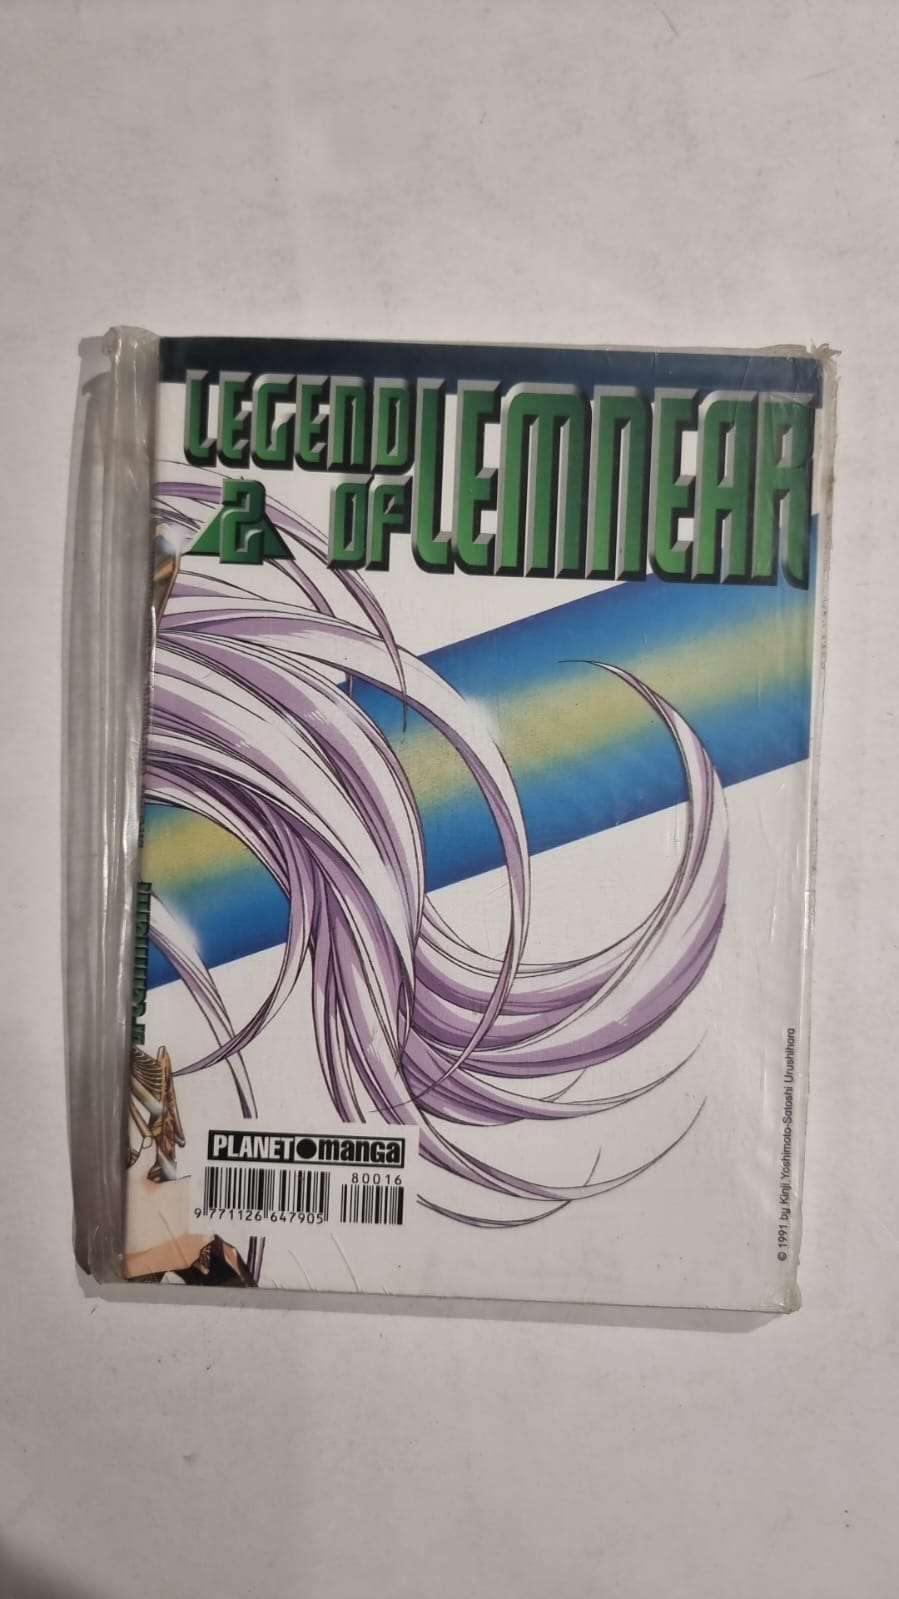 LEGEND
OF LEMNEAR
2
© 1991 by Kinji Yoshimoto-Satoshi Urushihara
PLANET manga
80016
9 771126 647905